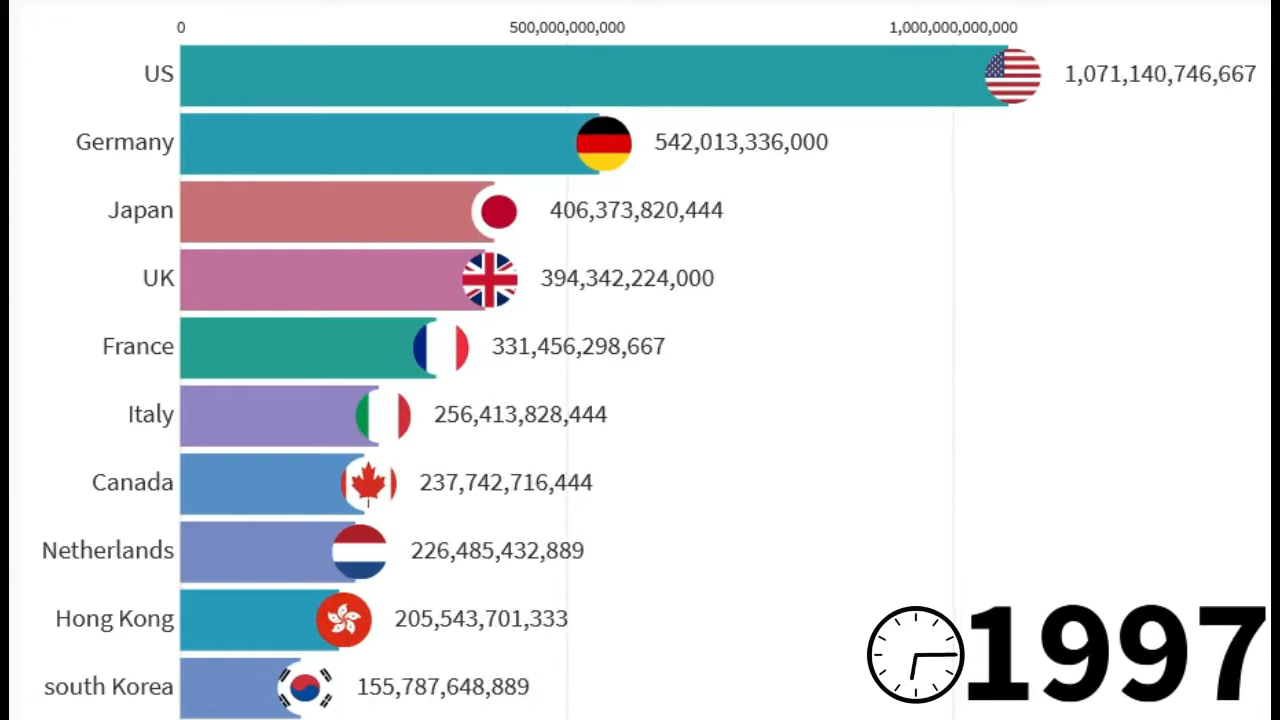 0 500,000,000,000 1,000,000,000,000
US 1,071,140,746,667
Germany 542,013,336,000
Japan 406,373,820,444
UK 394,342,224,000
France 331,456,298,667
Italy 256,413,828,444
Canada 237,742,716,444
Netherlands 226,485,432,889
Hong Kong 205,543,701,333
south Korea 155,787,648,889
1997